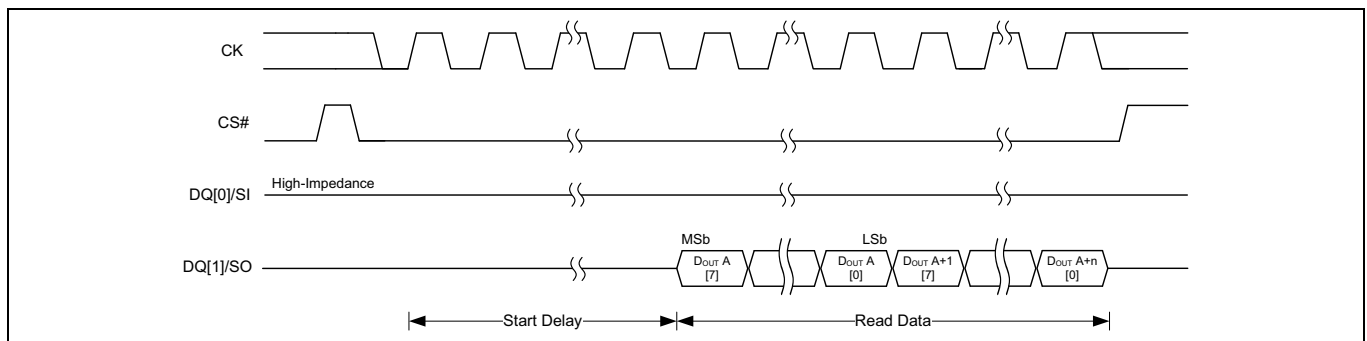 CK
CS#
DQ[0]/SI
High-Impedance
DQ[1]/SO
MSb
LSb
DOUT A
[7]
DOUT A
[0]
DOUT A+1
[7]
DOUT A+n
[0]
Start Delay
Read Data